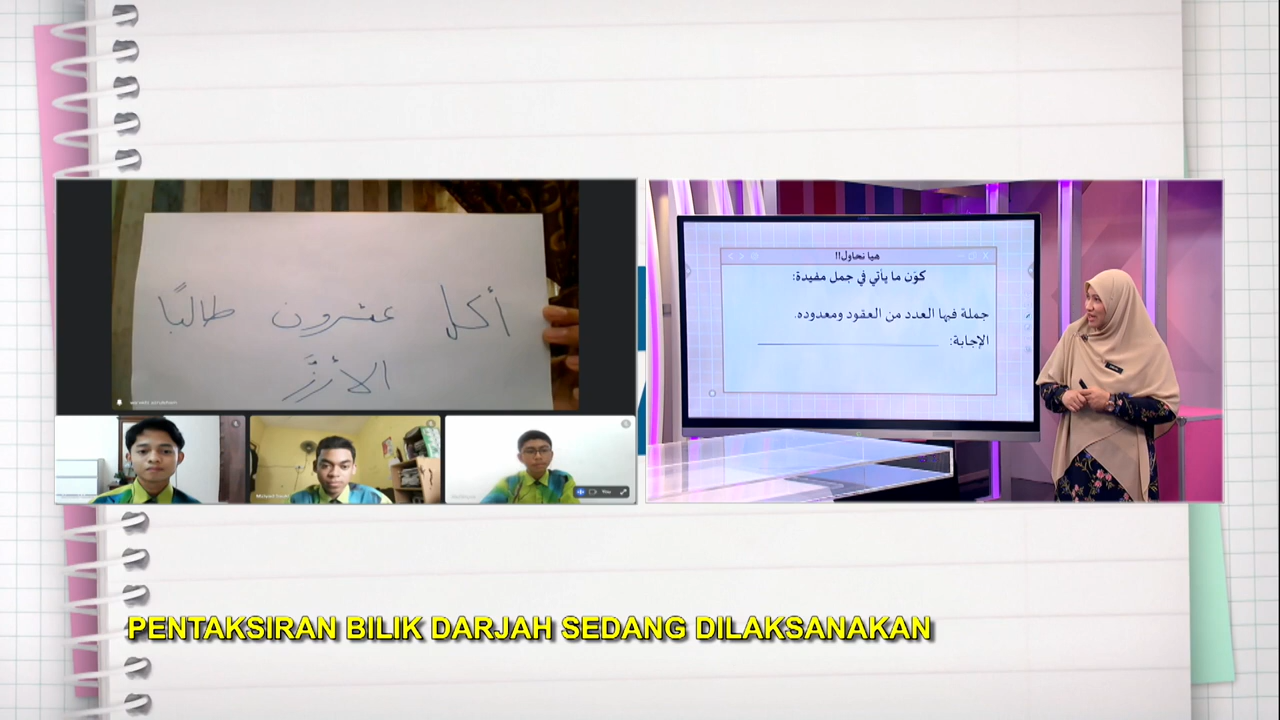 أكل عشرون طالبًا
الأرزَّ
هيا نحاول!!
كوّن ما يأتي في جمل مفيدة:
جملة فيها العدد من العقود ومعدوده.
الإجابة:
You
PENTAKSIRAN BILIK DARJAH SEDANG DILAKSANAKAN